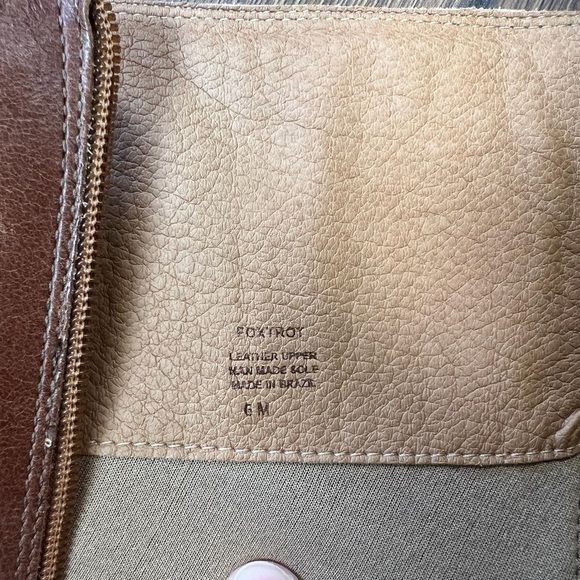 FOXTROT
LEATHER UPPER
MAN MADE SOLE
MADE IN BRAZIL
6 M